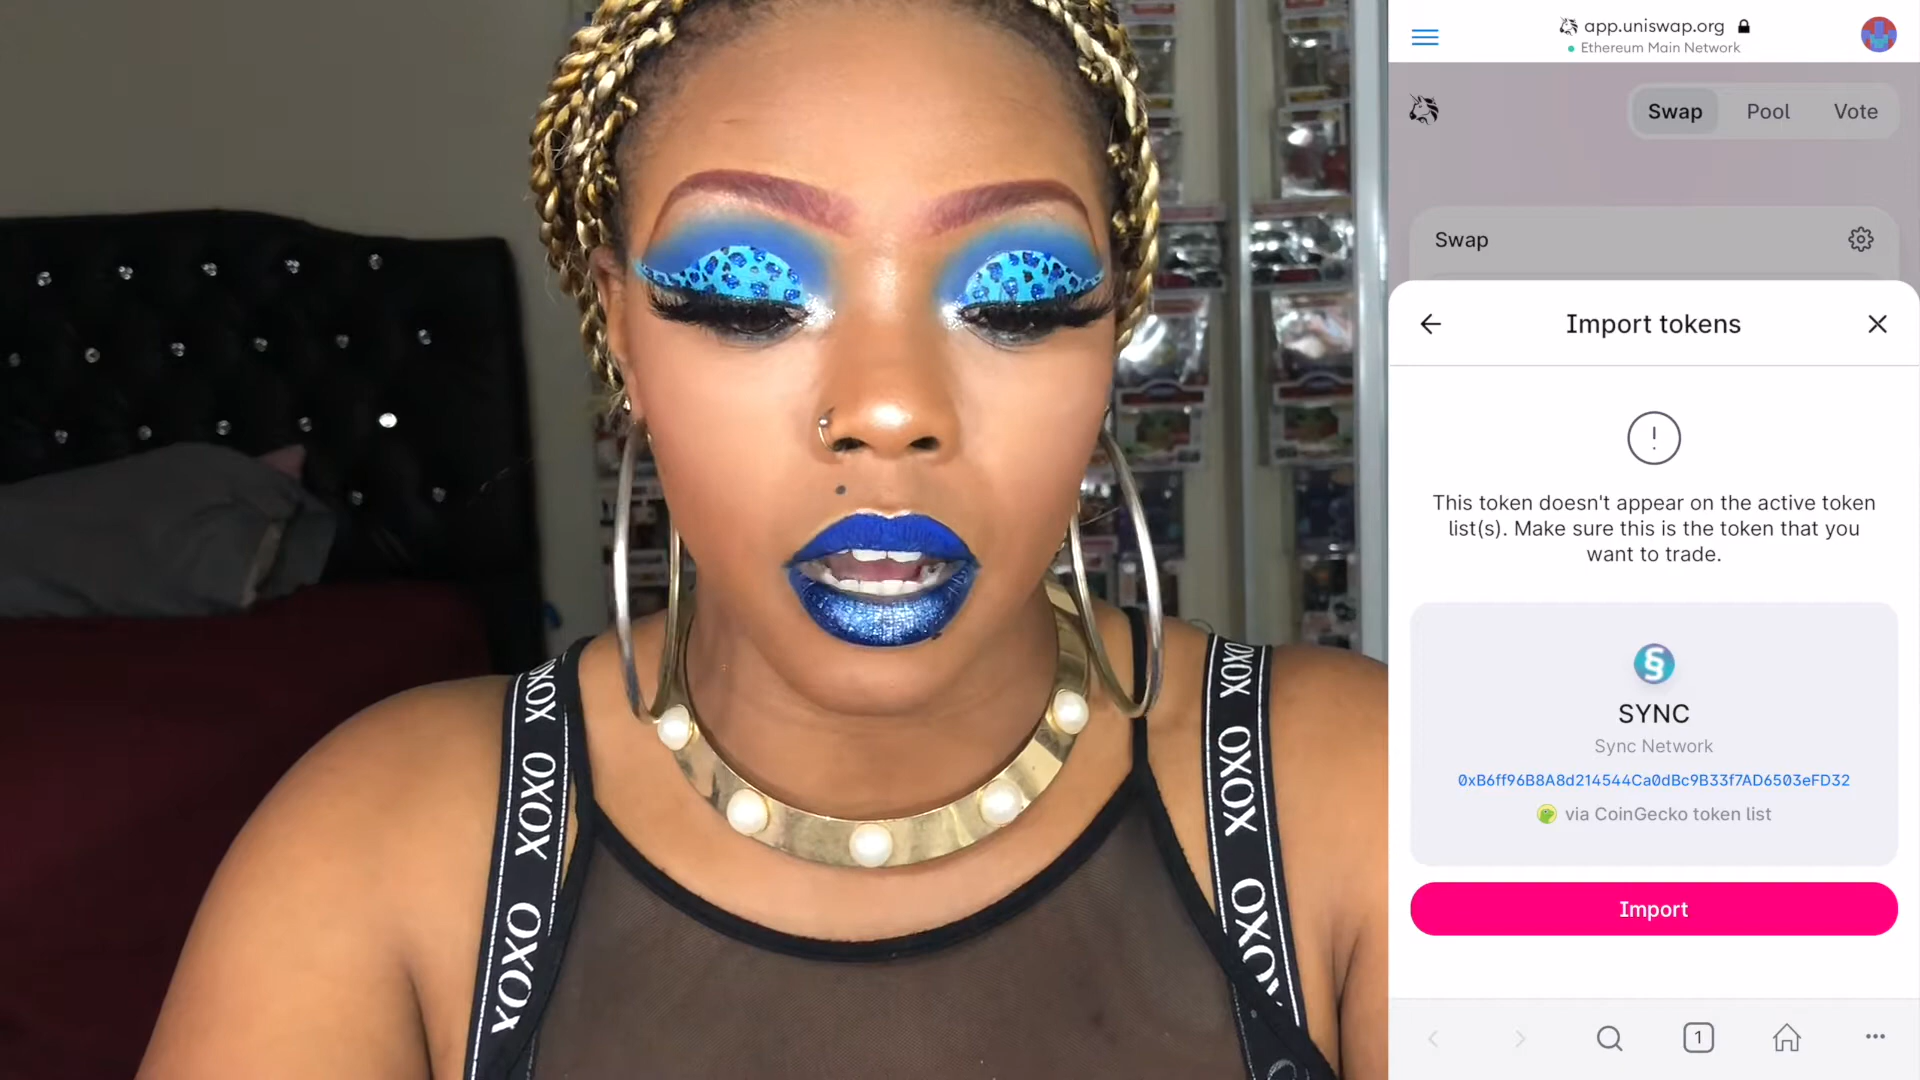 app.uniswap.org
Ethereum Main Network
Swap
Pool
Vote
Swap
Import tokens
This token doesn't appear on the active token
list(s). Make sure this is the token that you
want to trade.
SYNC
Sync Network
0xB6ff96B8A8d214544Ca0dBc9B33f7AD6503eFD32
via CoinGecko token list
Import
1
XOXO
XOXO
XOXO
XOXO
XOXO
XOXO